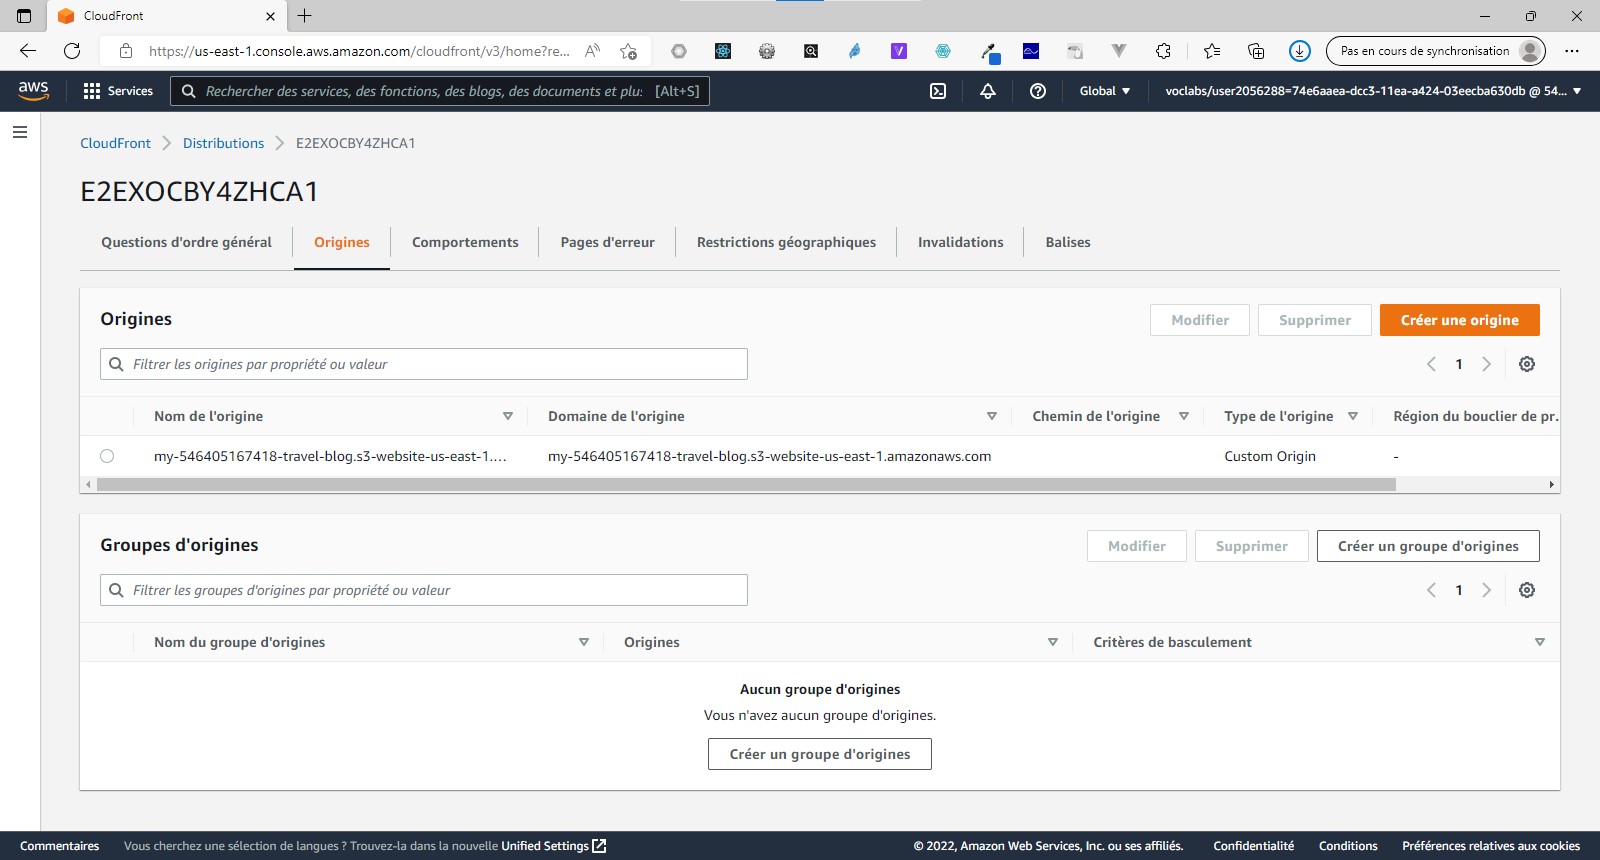 CloudFront
https://us-east-1.console.aws.amazon.com/cloudfront/v3/home?re...
Pas en cours de synchronisation
aws
Services
Rechercher des services, des fonctions, des blogs, des documents et plus [Alt+S]
Global
voclabs/user2056288=74e6aaea-dcc3-11ea-a424-03eecba630db @ 54...
CloudFront > Distributions > E2EXOCBY4ZHCA1
E2EXOCBY4ZHCA1
Questions d'ordre général
Origines
Comportements
Pages d'erreur
Restrictions géographiques
Invalidations
Balises
Origines
Modifier
Supprimer
Créer une origine
Filtrer les origines par propriété ou valeur
1
Nom de l'origine
Domaine de l'origine
Chemin de l'origine
Type de l'origine
Région du bouclier de pr.
my-546405167418-travel-blog.s3-website-us-east-1....
my-546405167418-travel-blog.s3-website-us-east-1.amazonaws.com
Custom Origin
-
Groupes d'origines
Modifier
Supprimer
Créer un groupe d'origines
Filtrer les groupes d'origines par propriété ou valeur
1
Nom du groupe d'origines
Origines
Critères de basculement
Aucun groupe d'origines
Vous n'avez aucun groupe d'origines.
Créer un groupe d'origines
Commentaires
Vous cherchez une sélection de langues ? Trouvez-la dans la nouvelle Unified Settings
© 2022, Amazon Web Services, Inc. ou ses affiliés.
Confidentialité
Conditions
Préférences relatives aux cookies